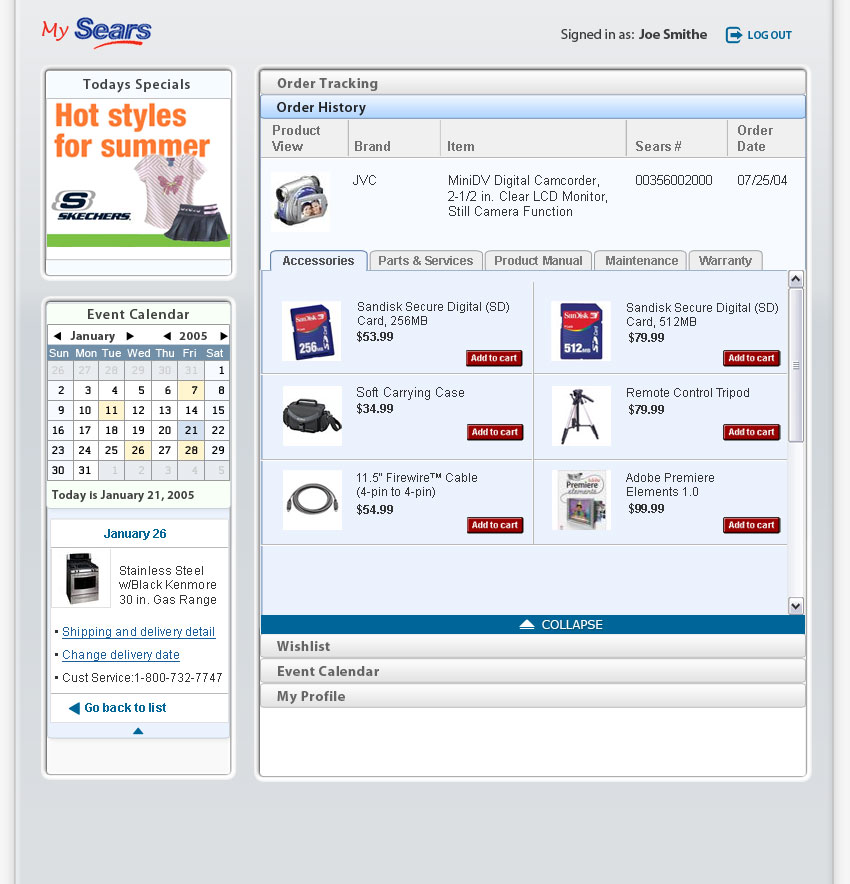 My Sears
Signed in as: Joe Smithe
LOG OUT
Todays Specials
Hot styles
for summer
S
SKECHERS.
Event Calendar
January 2005
Sun Mon Tue Wed Thu Fri Sat
26 27 28 29 30 31 1
2 3 4 5 6 7 8
9 10 11 12 13 14 15
16 17 18 19 20 21 22
23 24 25 26 27 28 29
30 31 1 2 3 4 5
Today is January 21, 2005
January 26
Stainless Steel
w/Black Kenmore
30 in. Gas Range
• Shipping and delivery detail
• Change delivery date
• Cust Service:1-800-732-7747
Go back to list
Order Tracking
Order History
Product
View
Brand
Item
Sears #
Order
Date
JVC
MiniDV Digital Camcorder,
2-1/2 in. Clear LCD Monitor,
Still Camera Function
00356002000
07/25/04
Accessories
Parts & Services
Product Manual
Maintenance
Warranty
SanDisk
256MB
Sandisk Secure Digital (SD)
Card, 256MB
$53.99
Add to cart
SanDisk
512MB
Sandisk Secure Digital (SD)
Card, 512MB
$79.99
Add to cart
Soft Carrying Case
$34.99
Add to cart
Remote Control Tripod
$79.99
Add to cart
11.5" Firewire™ Cable
(4-pin to 4-pin)
$54.99
Add to cart
Adobe
Premiere
elements
Adobe Premiere
Elements 1.0
$99.99
Add to cart
COLLAPSE
Wishlist
Event Calendar
My Profile